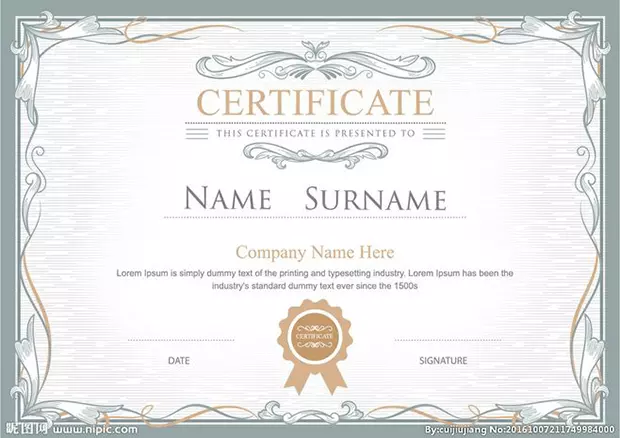 CERTIFICATE
THIS CERTIFICATE IS PRESENTED TO
NAME SURNAME
Company Name Here
Lorem Ipsum is simply dummy text of the printing and typesetting industry. Lorem Ipsum has been the
industry's standard dummy text ever since the 1500s
CERTIFICATE
DATE
SIGNATURE
昵图网 www.nipic.com
By:cuijiujiang No:20161007211749984000